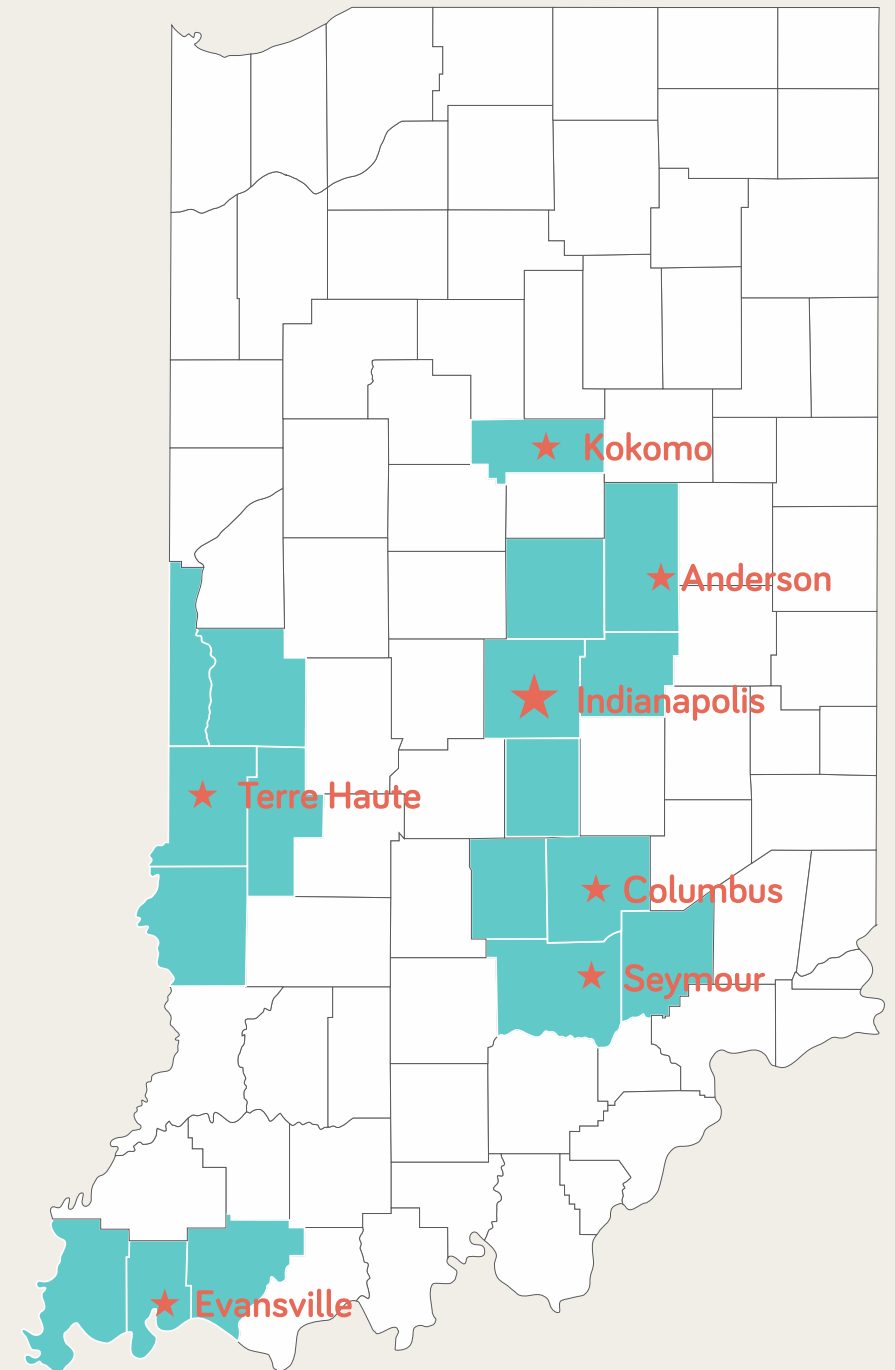 Kokomo
Anderson
Indianapolis
Terre Haute
Columbus
Seymour
Evansville